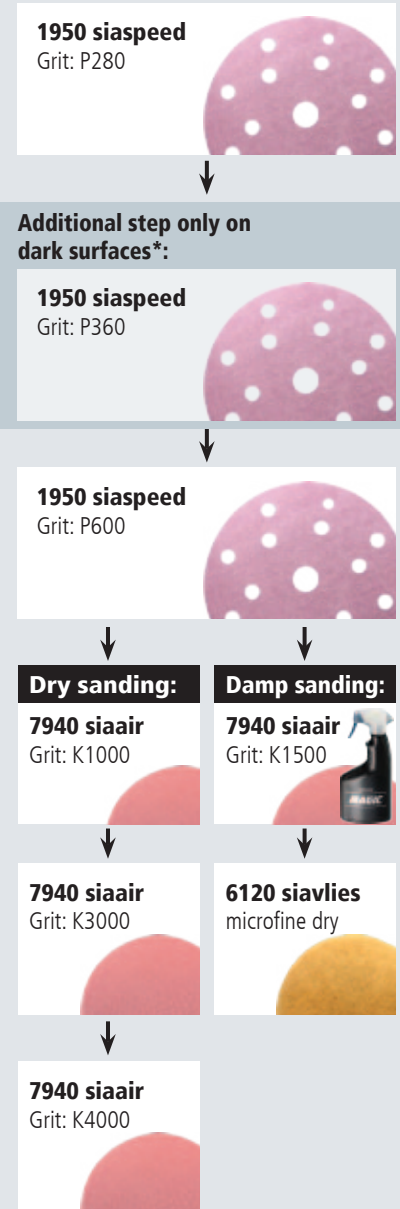 1950 siaspeed
Grit: P280
Additional step only on
dark surfaces*:
1950 siaspeed
Grit: P360
1950 siaspeed
Grit: P600
Dry sanding:
7940 siaair
Grit: K1000
Damp sanding:
7940 siaair
Grit: K1500
MAGIC
7940 siaair
Grit: K3000
6120 siavlies
microfine dry
7940 siaair
Grit: K4000